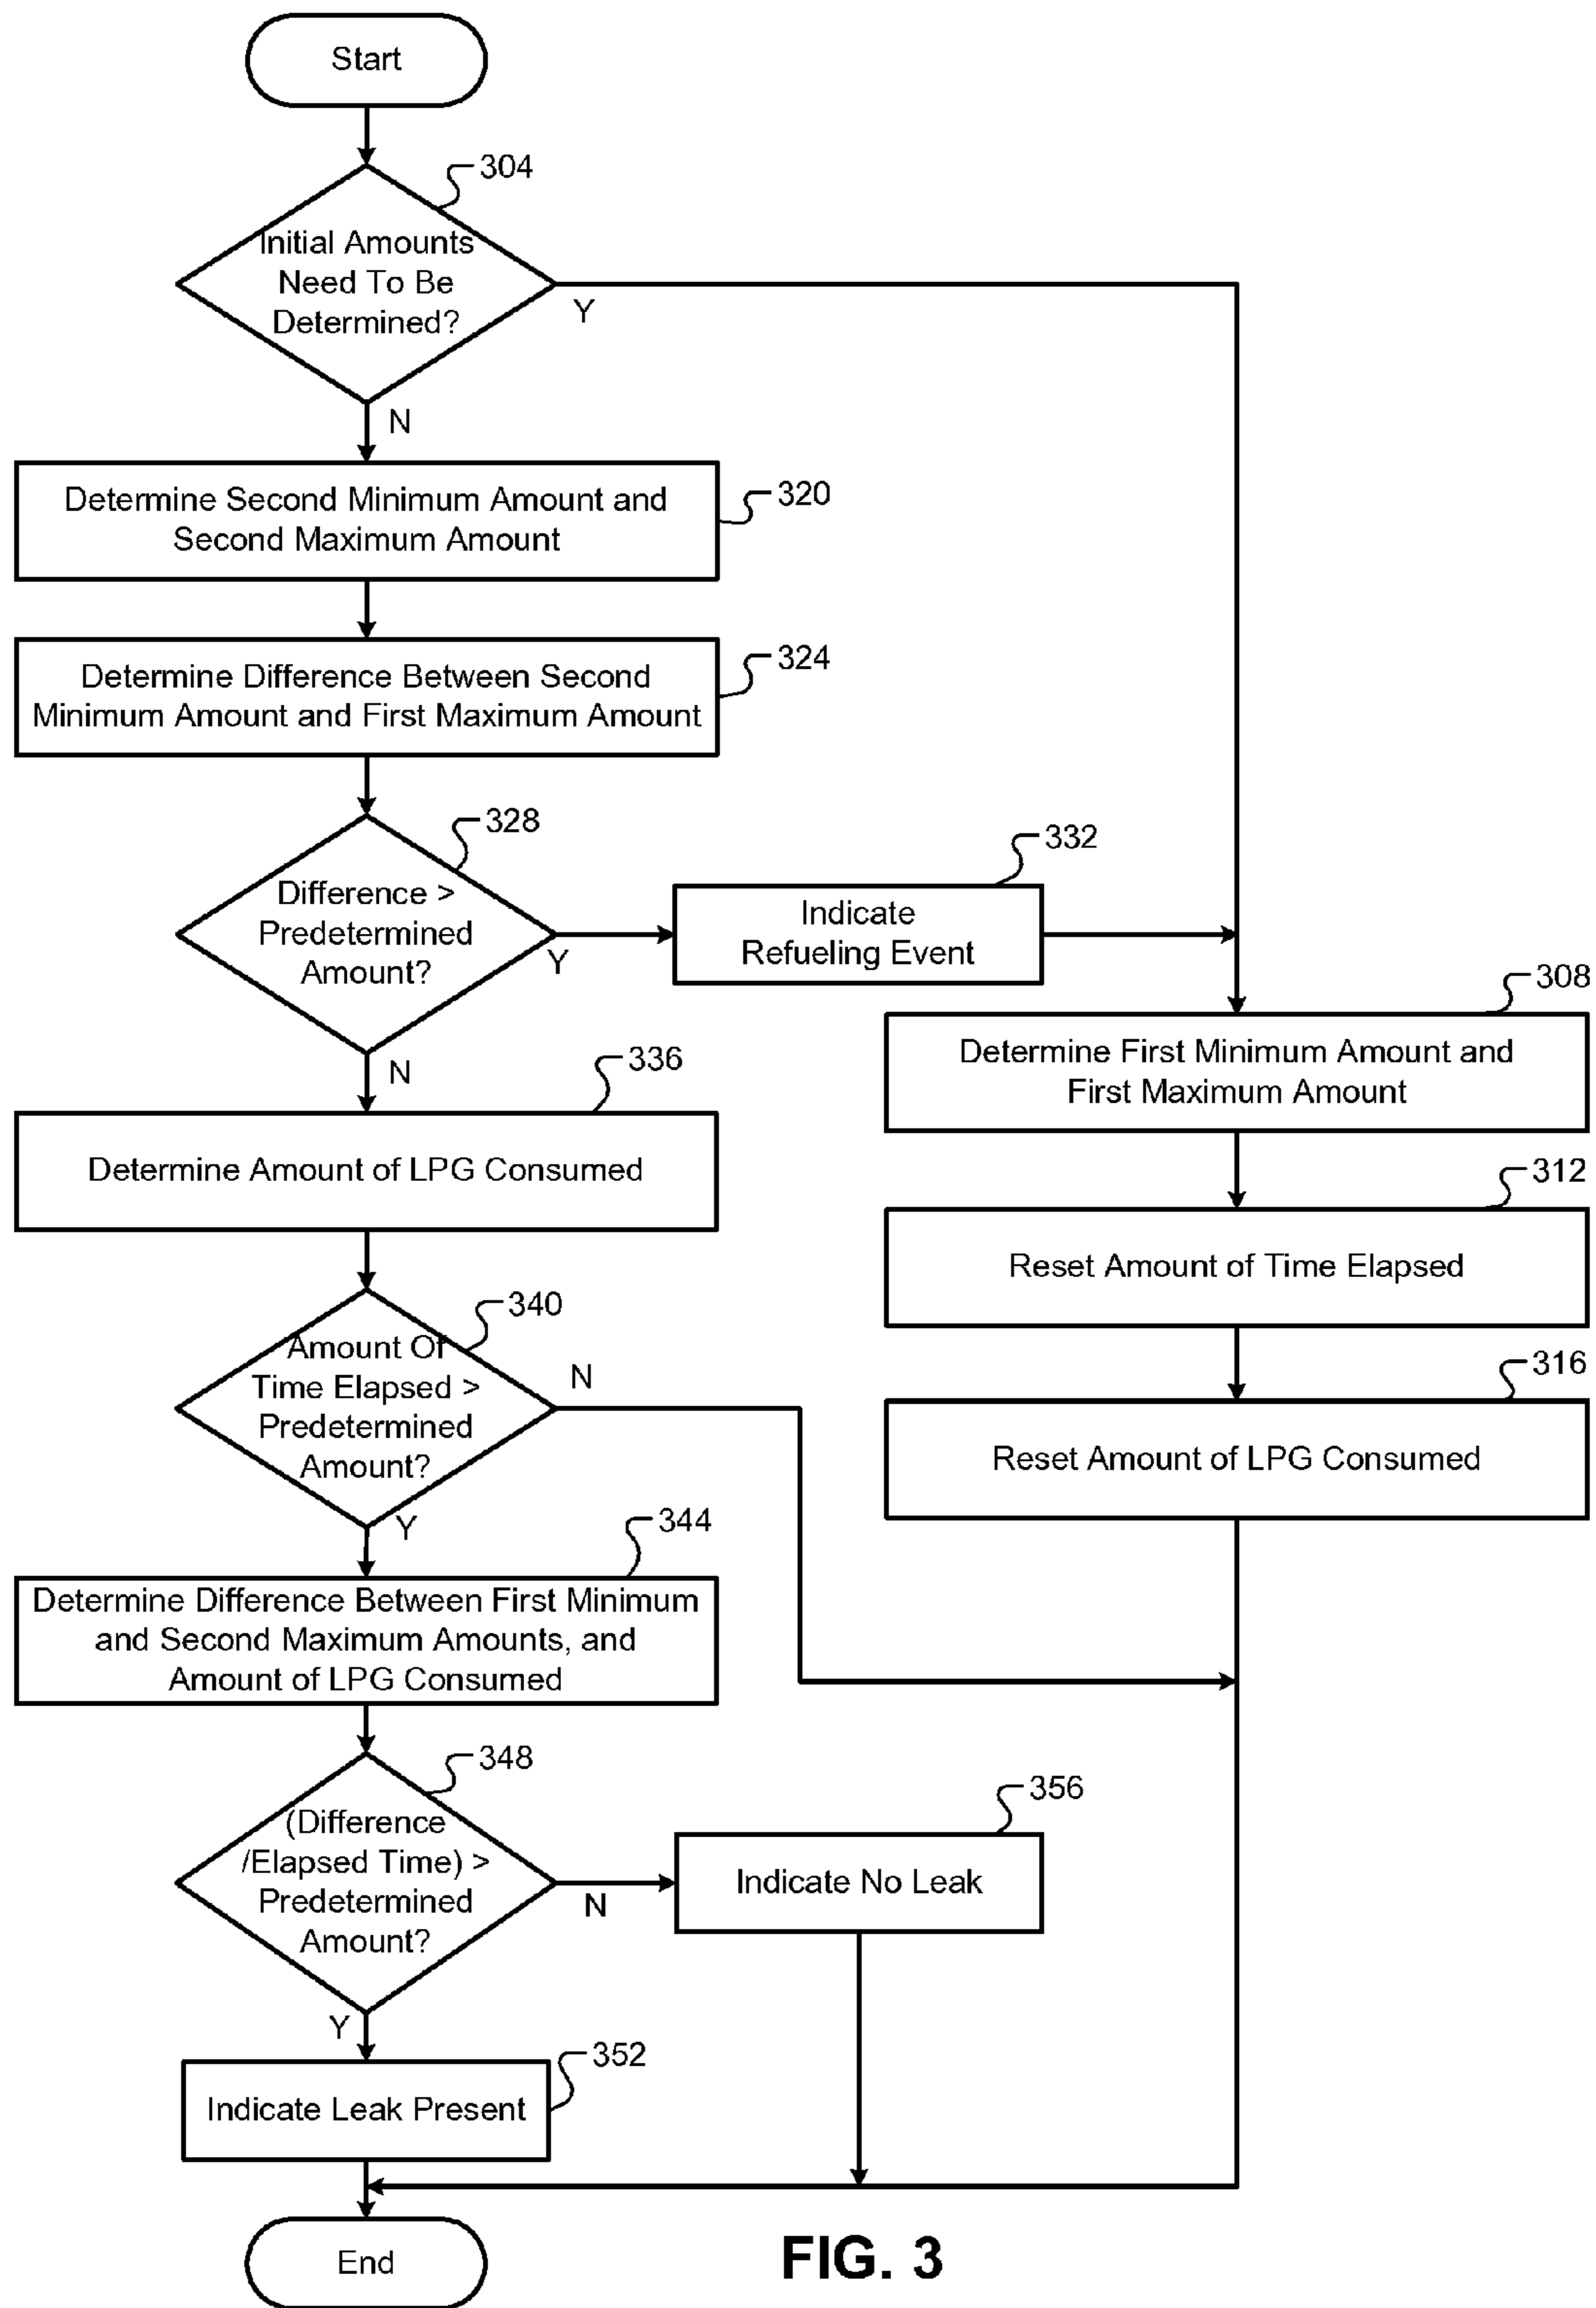 Start
304
Initial Amounts
Need To Be
Determined?
Y
N
Determine Second Minimum Amount and
Second Maximum Amount
320
Determine Difference Between Second
Minimum Amount and First Maximum Amount
324
328
Difference >
Predetermined
Amount?
Y
N
332
Indicate
Refueling Event
308
Determine First Minimum Amount and
First Maximum Amount
336
Determine Amount of LPG Consumed
312
Reset Amount of Time Elapsed
340
Amount Of
Time Elapsed >
Predetermined
Amount?
N
Y
316
Reset Amount of LPG Consumed
344
Determine Difference Between First Minimum
and Second Maximum Amounts, and
Amount of LPG Consumed
348
(Difference
/Elapsed Time) >
Predetermined
Amount?
N
Y
356
Indicate No Leak
352
Indicate Leak Present
End
FIG. 3